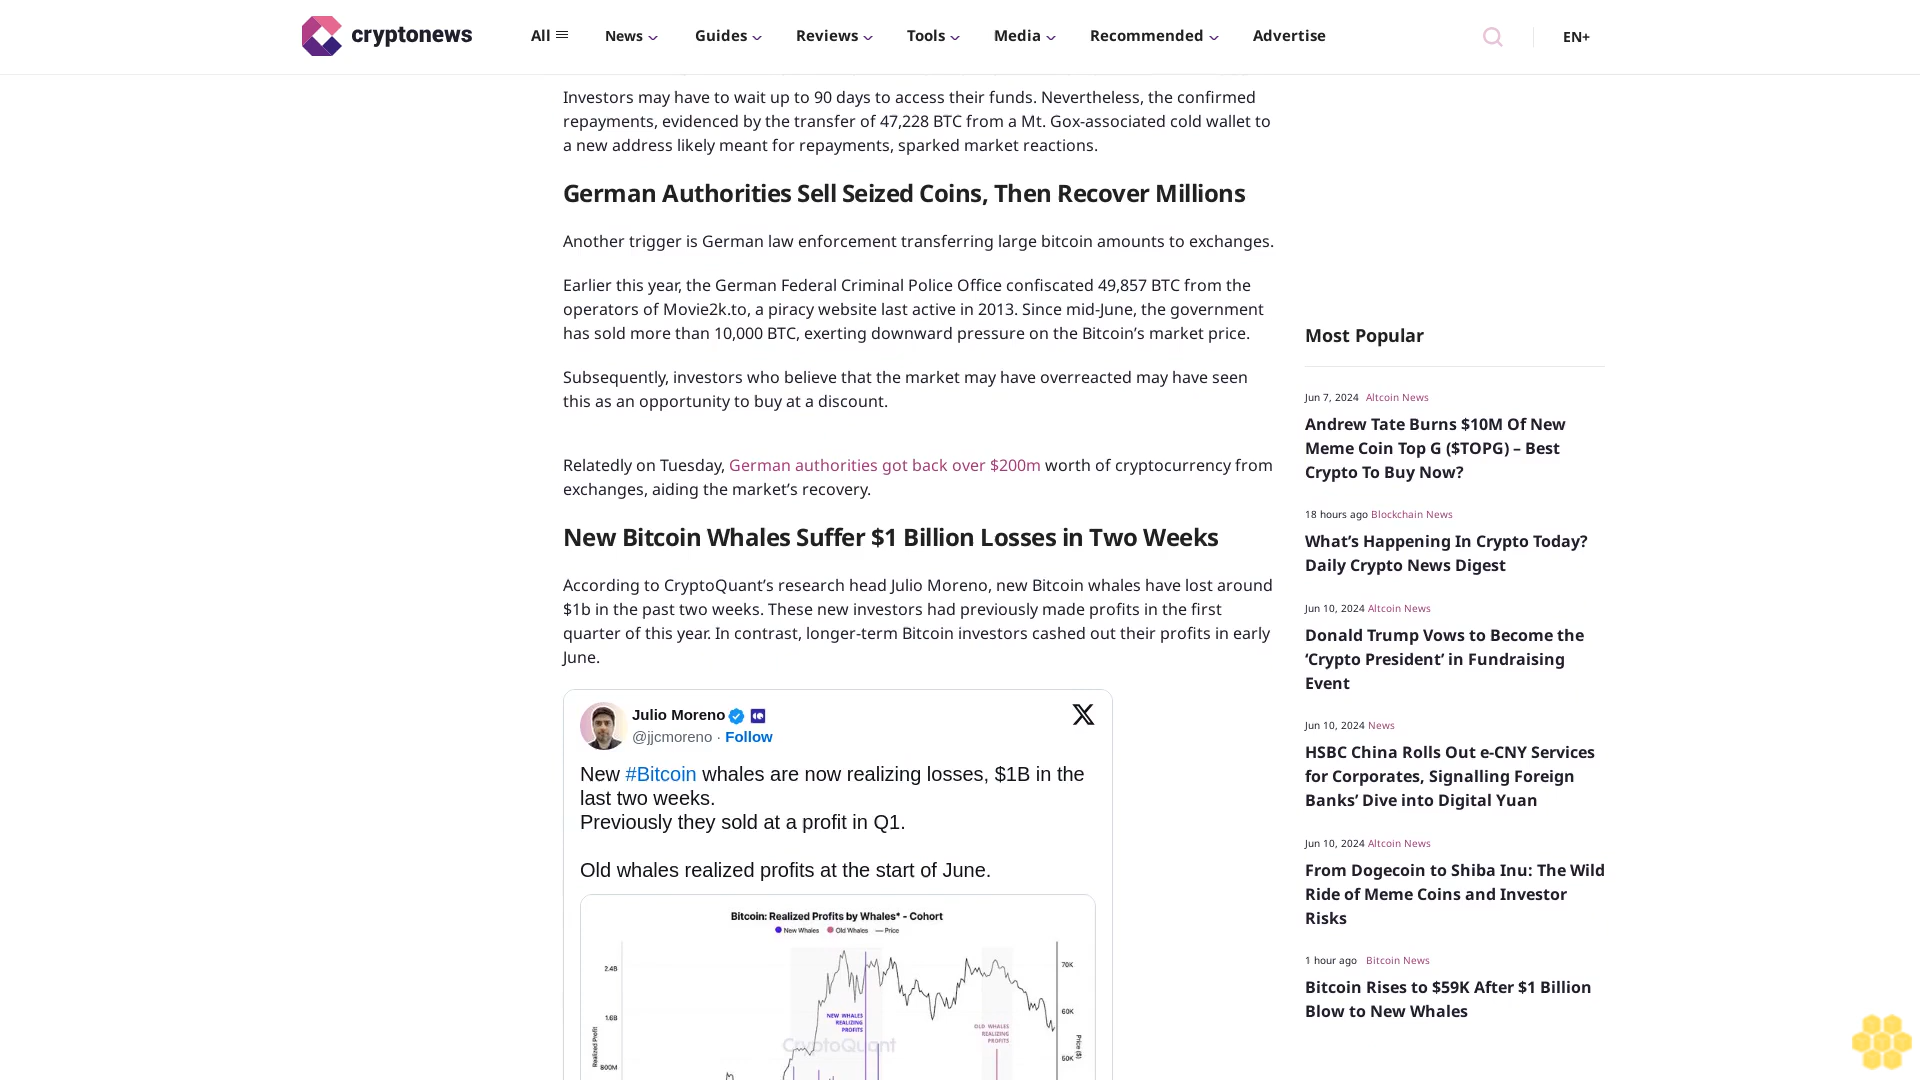 cryptonews
All
News
Guides
Reviews
Tools
Media
Recommended
Advertise
EN+
Investors may have to wait up to 90 days to access their funds. Nevertheless, the confirmed
repayments, evidenced by the transfer of 47,228 BTC from a Mt. Gox-associated cold wallet to
a new address likely meant for repayments, sparked market reactions.
German Authorities Sell Seized Coins, Then Recover Millions
Another trigger is German law enforcement transferring large bitcoin amounts to exchanges.
Earlier this year, the German Federal Criminal Police Office confiscated 49,857 BTC from the
operators of Movie2k.to, a piracy website last active in 2013. Since mid-June, the government
has sold more than 10,000 BTC, exerting downward pressure on the Bitcoin’s market price.
Subsequently, investors who believe that the market may have overreacted may have seen
this as an opportunity to buy at a discount.
Relatedly on Tuesday, German authorities got back over $200m worth of cryptocurrency from
exchanges, aiding the market’s recovery.
New Bitcoin Whales Suffer $1 Billion Losses in Two Weeks
According to CryptoQuant’s research head Julio Moreno, new Bitcoin whales have lost around
$1b in the past two weeks. These new investors had previously made profits in the first
quarter of this year. In contrast, longer-term Bitcoin investors cashed out their profits in early
June.
Julio Moreno
@jjcmoreno · Follow
New #Bitcoin whales are now realizing losses, $1B in the
last two weeks.
Previously they sold at a profit in Q1.
Old whales realized profits at the start of June.
Bitcoin: Realized Profits by Whales* - Cohort
New Whales Old Whales Price
2.4B
1.6B
800M
Realized Profit
70K
60K
50K
Price ($)
NEW WHALES
REALIZING
PROFITS
OLD WHALES
REALIZING
PROFITS
CryptoQuant
Most Popular
Jun 7, 2024 Altcoin News
Andrew Tate Burns $10M Of New
Meme Coin Top G ($TOPG) – Best
Crypto To Buy Now?
18 hours ago Blockchain News
What’s Happening In Crypto Today?
Daily Crypto News Digest
Jun 10, 2024 Altcoin News
Donald Trump Vows to Become the
‘Crypto President’ in Fundraising
Event
Jun 10, 2024 News
HSBC China Rolls Out e-CNY Services
for Corporates, Signalling Foreign
Banks’ Dive into Digital Yuan
Jun 10, 2024 Altcoin News
From Dogecoin to Shiba Inu: The Wild
Ride of Meme Coins and Investor
Risks
1 hour ago Bitcoin News
Bitcoin Rises to $59K After $1 Billion
Blow to New Whales